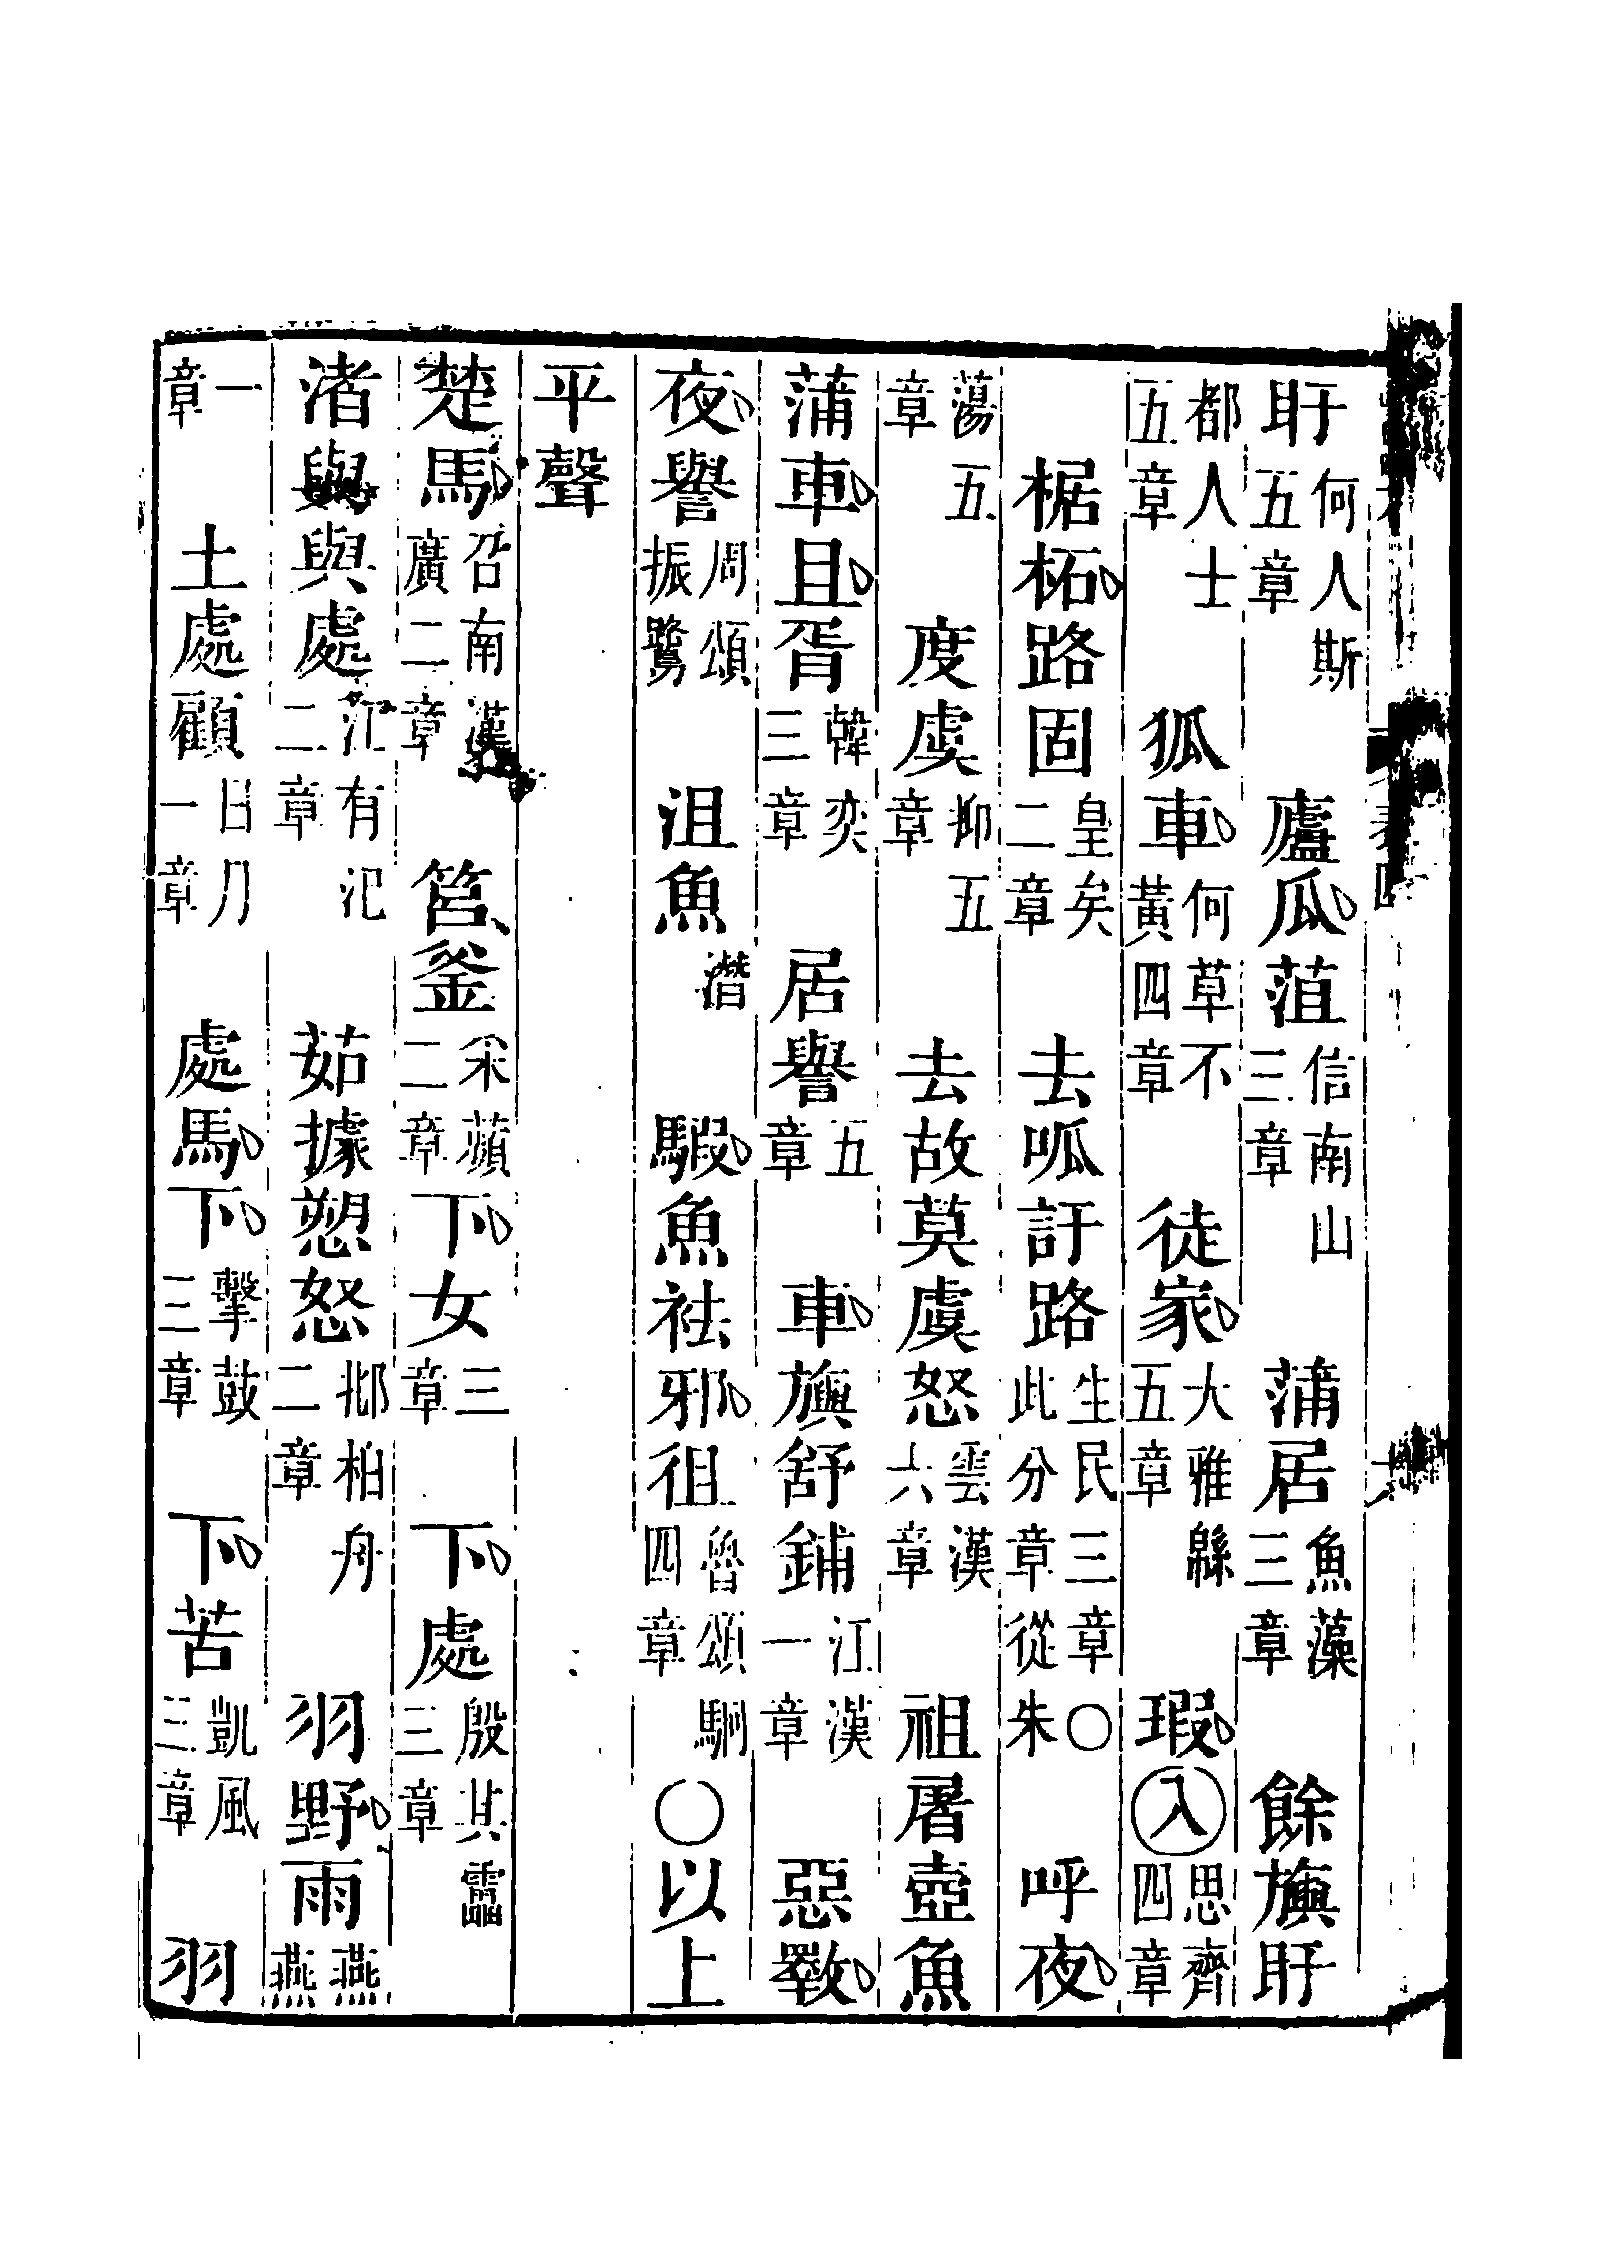 盱何人斯五章　廬瓜菹信南山三章　蒲居魚藻三章　餘旟盱
都人士五章　狐車何草不黃四章　徒家大雅緜五章　瑕入思齊四章
椐柘路固皇矣二章　去呱訏路生民三章〇此分章從朱　呼夜
蕩五章　度虞抑五章　去故莫虞怒雲漢六章　祖屠壺魚
蒲車且胥韓奕三章　居譽五章　車旟舒鋪江漢一章　惡斁
夜譽周頌振鷺　沮魚潛　騢魚祛邪徂魯頌駉四章〇以上
平聲
楚馬召南漢廣二章　筥釜采蘋二章　下女三章　下處殷其靁三章
渚與與處江有汜二章　茹據愬怒邶柏舟二章　羽野雨燕燕
一章　土處顧日月一章　處馬下擊鼓三章　下苦凱風三章　羽